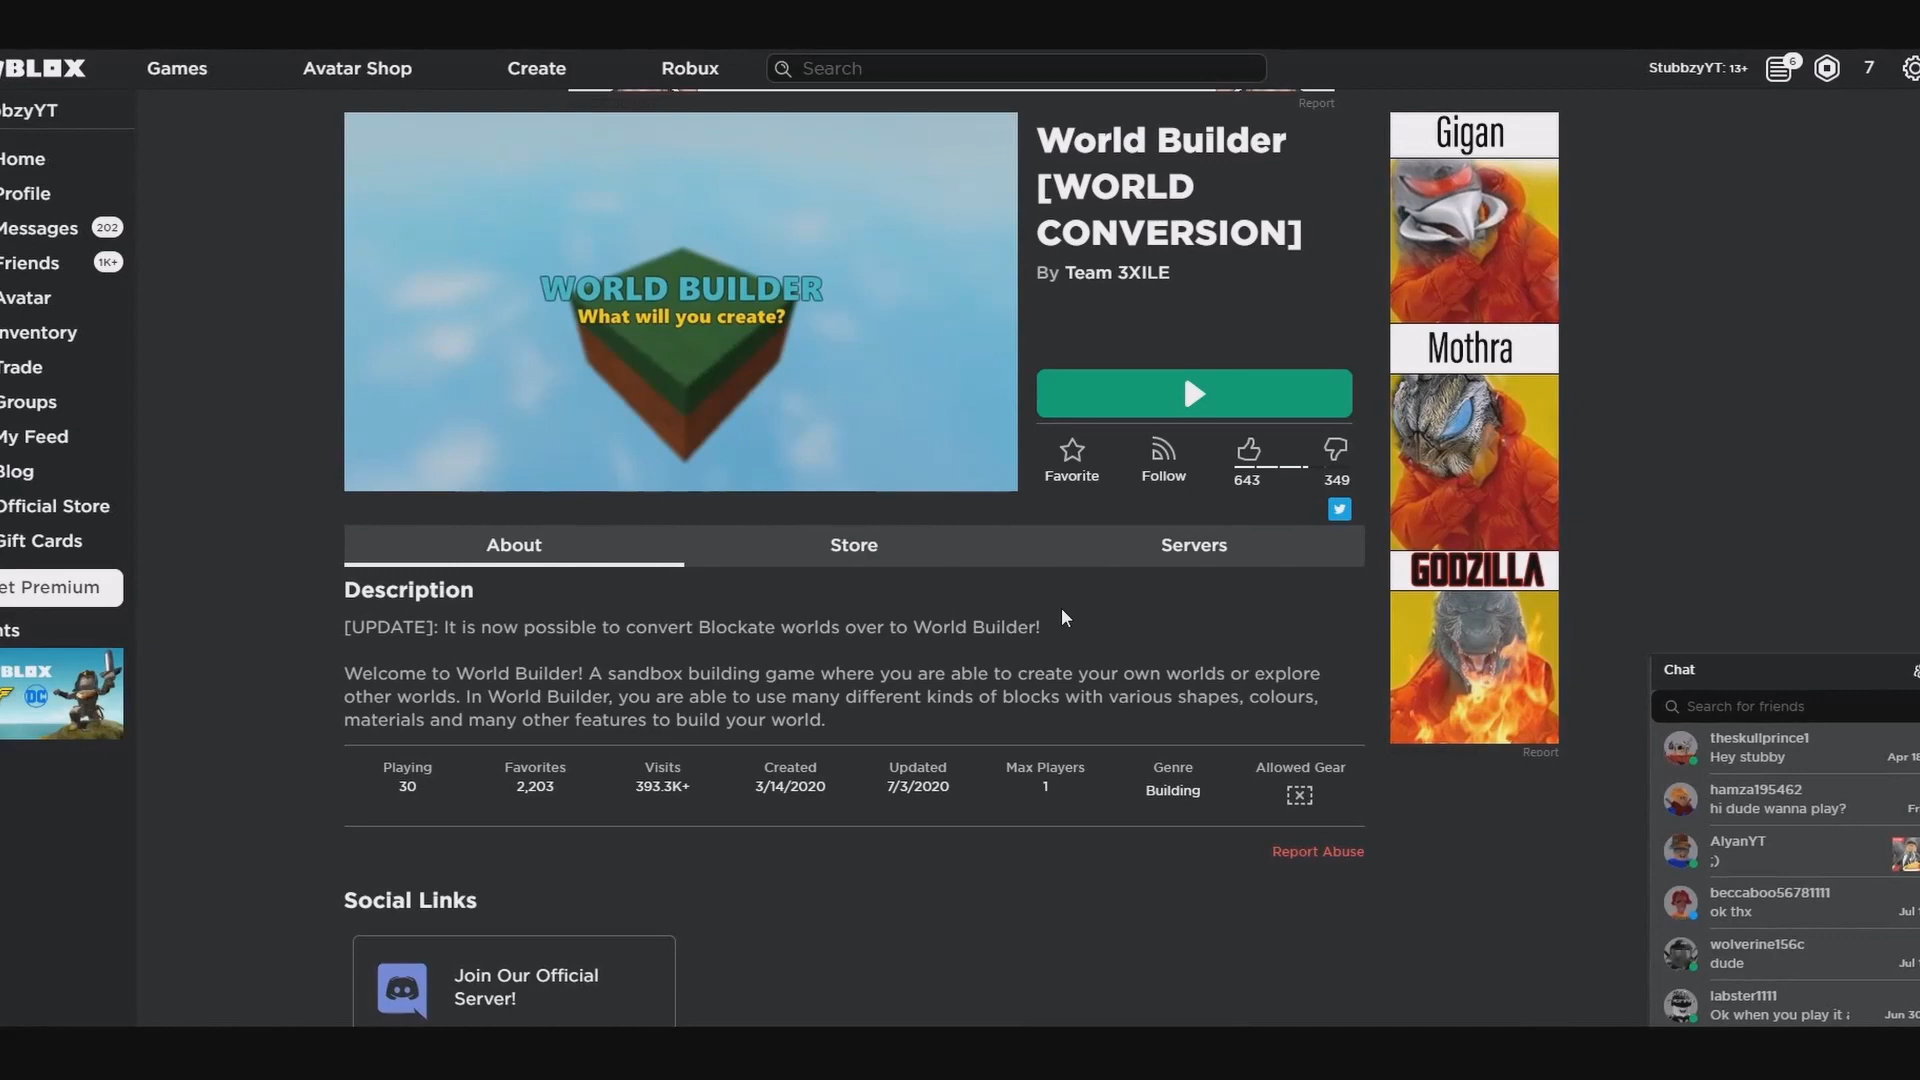 BLOX
Games
Avatar Shop
Create
Robux
Search
StubbzyYT: 13+
6
7
bzyYT
Home
Profile
Messages 202
Friends 1K+
Avatar
Inventory
Trade
Groups
My Feed
Blog
Official Store
Gift Cards
et Premium
nts
BLOX
DC
Report
WORLD BUILDER
What will you create?
World Builder
[WORLD
CONVERSION]
By Team 3XILE
Favorite
Follow
643
349
About
Store
Servers
Description
[UPDATE]: It is now possible to convert Blockate worlds over to World Builder!
Welcome to World Builder! A sandbox building game where you are able to create your own worlds or explore
other worlds. In World Builder, you are able to use many different kinds of blocks with various shapes, colours,
materials and many other features to build your world.
Playing
30
Favorites
2,203
Visits
393.3K+
Created
3/14/2020
Updated
7/3/2020
Max Players
1
Genre
Building
Allowed Gear
Report Abuse
Social Links
Join Our Official
Server!
Gigan
Mothra
GODZILLA
Report
Chat
Search for friends
theskullprince1
Hey stubby
Apr 18
hamza195462
hi dude wanna play?
Fr
AlyanYT
;)
beccaboo56781111
ok thx
Jul
wolverine156c
dude
Jul
labster1111
Ok when you play it
Jun 30